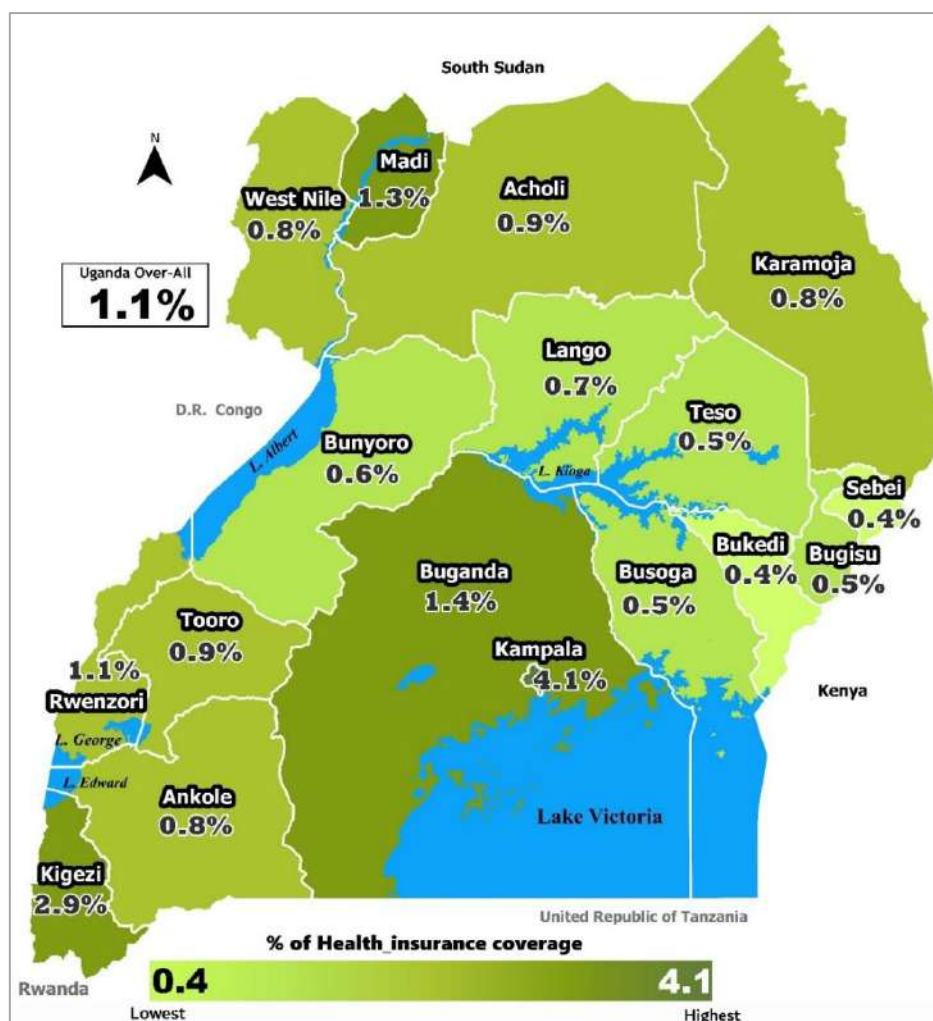 South Sudan
N
Madi
1.3%
West Nile
0.8%
Acholi
0.9%
Karamoja
0.8%
Uganda Over-All
1.1%
Lango
0.7%
D.R. Congo
L. Albert
Bunyoro
0.6%
Teso
0.5%
L. Kioga
Sebei
0.4%
Bukedi
0.4%
Bugisu
0.5%
Buganda
1.4%
Busoga
0.5%
Tooro
0.9%
Kampala
4.1%
1.1%
Rwenzori
Kenya
L. George
L. Edward
Ankole
0.8%
Lake Victoria
Kigezi
2.9%
United Republic of Tanzania
% of Health_insurance coverage
Rwanda
0.4
4.1
Lowest
Highest